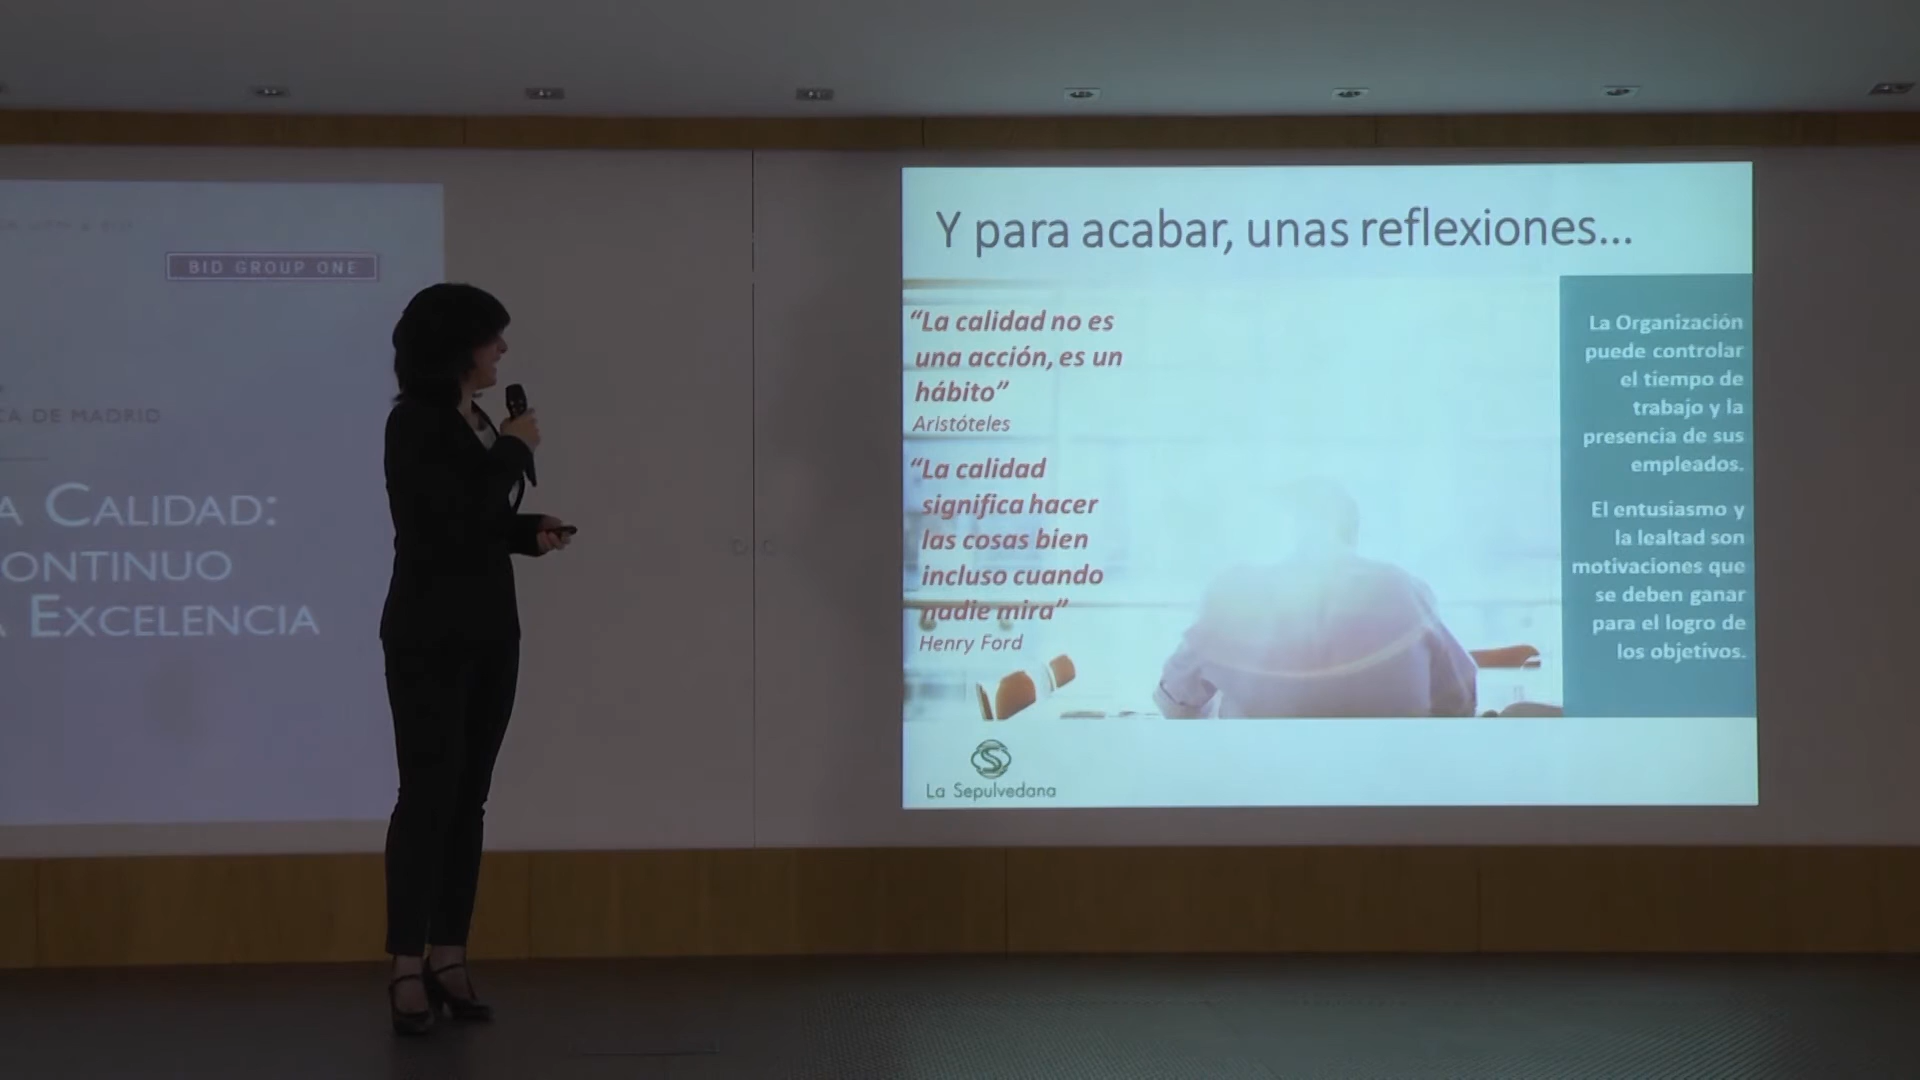 BID GROUP ONE
CA DE MADRID
A CALIDAD:
ONTINUO
A EXCELENCIA
Y para acabar, unas reflexiones...
“La calidad no es
una acción, es un
hábito”
Aristóteles
“La calidad
significa hacer
las cosas bien
incluso cuando
nadie mira”
Henry Ford
La Organización
puede controlar
el tiempo de
trabajo y la
presencia de sus
empleados.
El entusiasmo y
la lealtad son
motivaciones que
se deben ganar
para el logro de
los objetivos.
La Sepulvedana